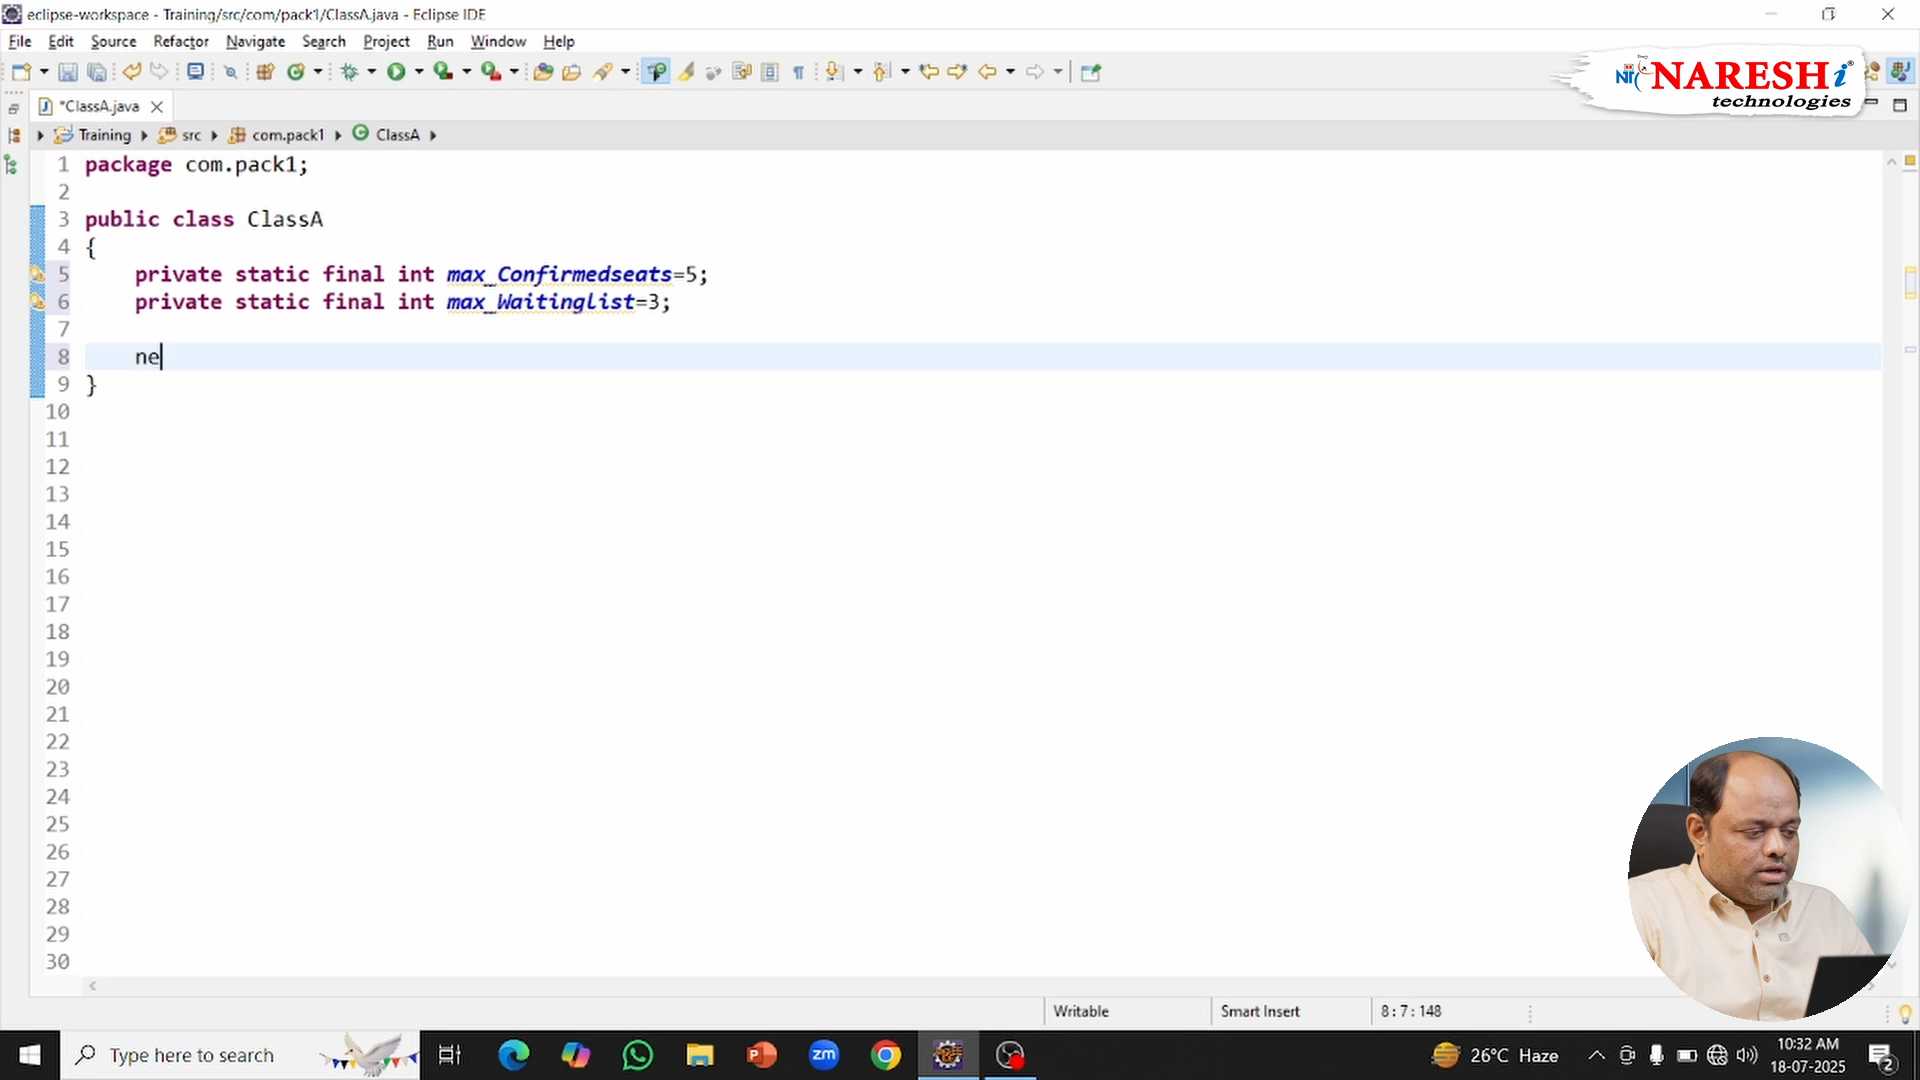 eclipse-workspace - Training/src/com/pack1/ClassA.java - Eclipse IDE
File Edit Source Refactor Navigate Search Project Run Window Help
NARESHi
technologies
*ClassA.java
Training src com.pack1 ClassA
1 package com.pack1;
2
3 public class ClassA
4 {
5 private static final int max_Confirmedseats=5;
6 private static final int max_Waitinglist=3;
7
8 ne
9 }
10
11
12
13
14
15
16
17
18
19
20
21
22
23
24
25
26
27
28
29
30
Writable Smart Insert 8 : 7 : 148
Type here to search zm 26°C Haze 10:32 AM
18-07-2025 2